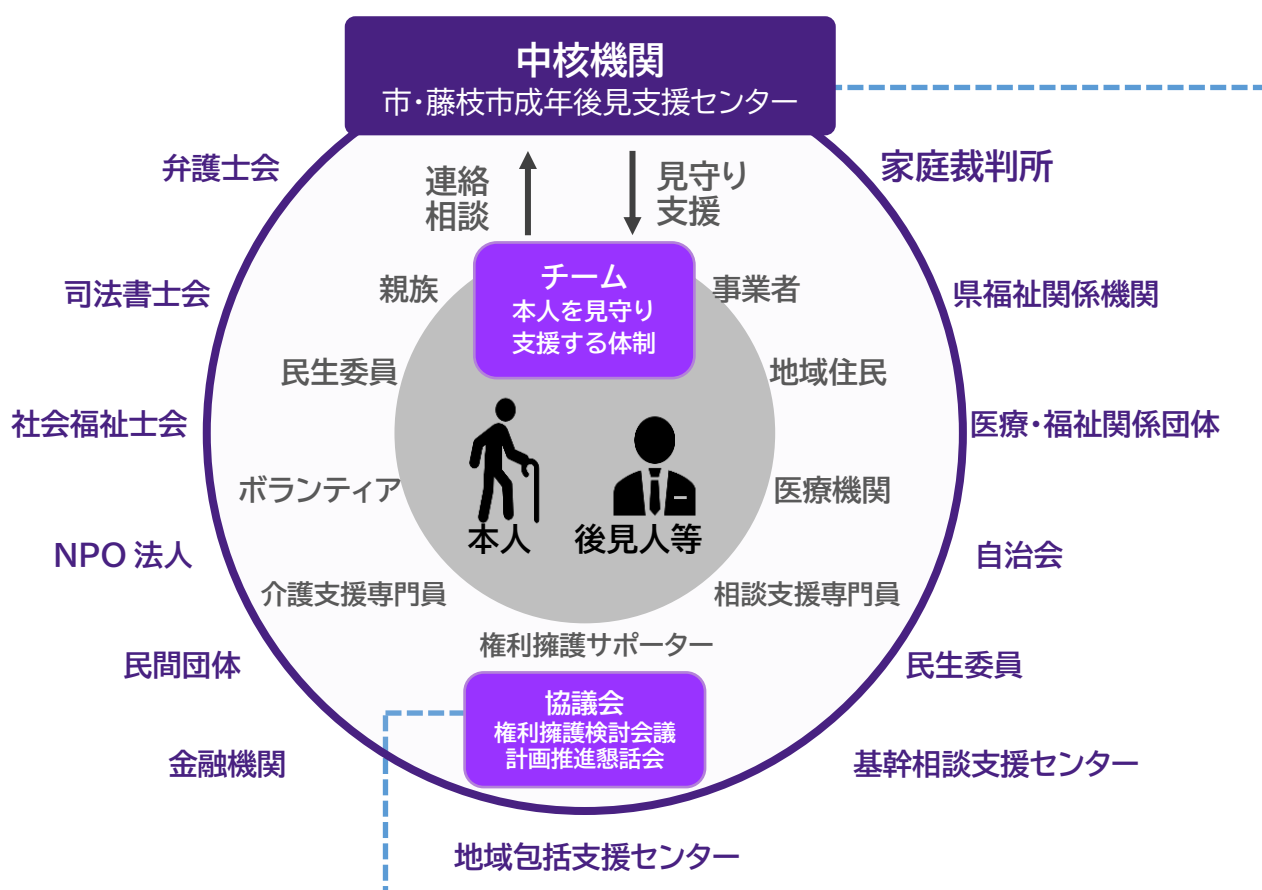 中核機関
市・藤枝市成年後見支援センター
弁護士会
連絡
相談
見守り
支援
家庭裁判所
司法書士会
親族
チーム
本人を見守り
支援する体制
事業者
県福祉関係機関
民生委員
地域住民
社会福祉士会
医療・福祉関係団体
ボランティア
医療機関
本人
後見人等
NPO 法人
自治会
介護支援専門員
相談支援専門員
権利擁護サポーター
民間団体
民生委員
協議会
権利擁護検討会議
計画推進懇話会
金融機関
基幹相談支援センター
地域包括支援センター